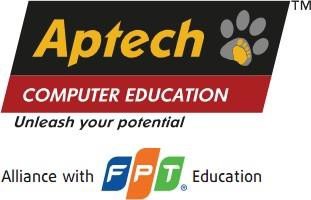 Aptech TM
COMPUTER EDUCATION
Unleash your potential
Alliance with FPT® Education